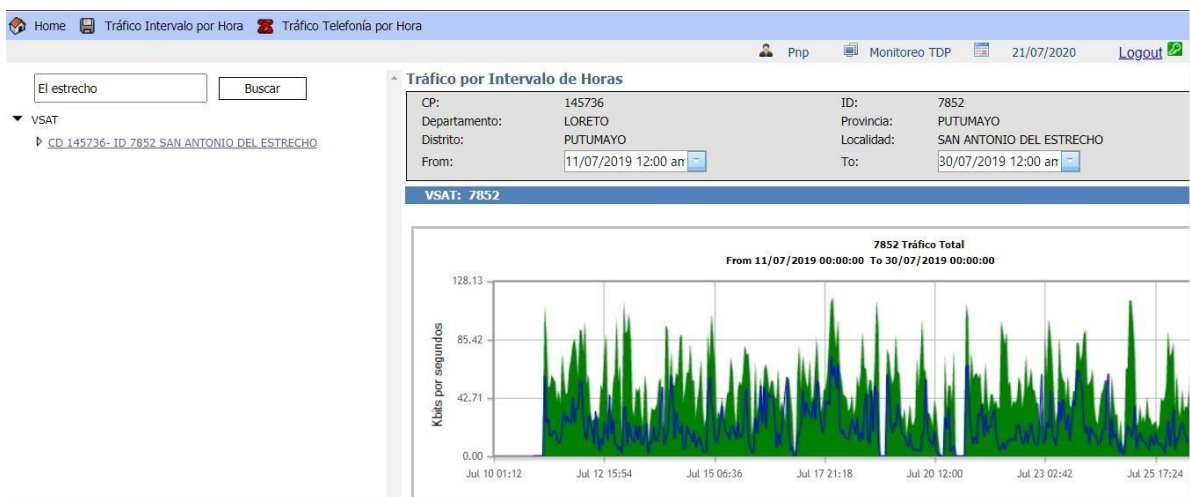 Home Tráfico Intervalo por Hora Tráfico Telefonía por Hora
Pnp Monitoreo TDP 21/07/2020 Logout
El estrecho Buscar
VSAT
CD 145736- ID 7852 SAN ANTONIO DEL ESTRECHO
Tráfico por Intervalo de Horas
CP: 145736 ID: 7852
Departamento: LORETO Provincia: PUTUMAYO
Distrito: PUTUMAYO Localidad: SAN ANTONIO DEL ESTRECHO
From: 11/07/2019 12:00 am To: 30/07/2019 12:00 am
VSAT: 7852
7852 Tráfico Total
From 11/07/2019 00:00:00 To 30/07/2019 00:00:00
Kbits por segundos
128.13
85.42
42.71
0.00
Jul 10 01:12 Jul 12 15:54 Jul 15 06:36 Jul 17 21:18 Jul 20 12:00 Jul 23 02:42 Jul 25 17:24